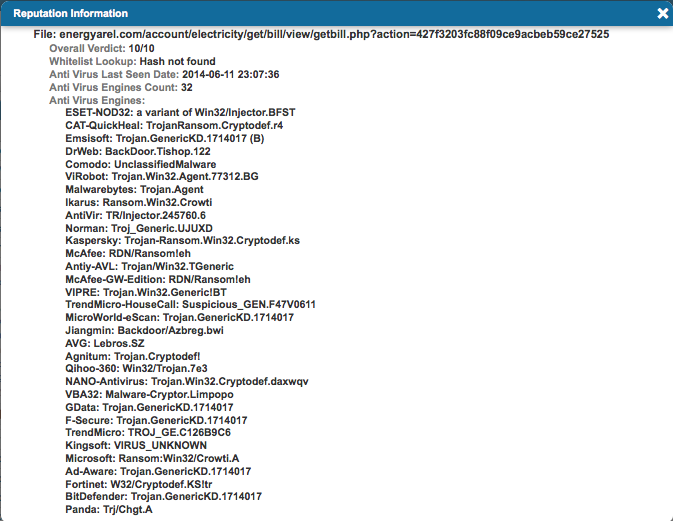 Reputation Information
File: energyarel.com/account/electricity/get/bill/view/getbill.php?action=427f3203fc88f09ce9acbeb59ce27525
Overall Verdict: 10/10
Whitelist Lookup: Hash not found
Anti Virus Last Seen Date: 2014-06-11 23:07:36
Anti Virus Engines Count: 32
Anti Virus Engines:
ESET-NOD32: a variant of Win32/Injector.BFST
CAT-QuickHeal: TrojanRansom.Cryptodef.r4
Emsisoft: Trojan.GenericKD.1714017 (B)
DrWeb: BackDoor.Tishop.122
Comodo: UnclassifiedMalware
ViRobot: Trojan.Win32.Agent.77312.BG
Malwarebytes: Trojan.Agent
Ikarus: Ransom.Win32.Crowti
AntiVir: TR/Injector.245760.6
Norman: Troj_Generic.UJUXD
Kaspersky: Trojan-Ransom.Win32.Cryptodef.ks
McAfee: RDN/Ransom!eh
Antiy-AVL: Trojan/Win32.TGeneric
McAfee-GW-Edition: RDN/Ransom!eh
VIPRE: Trojan.Win32.Generic!BT
TrendMicro-HouseCall: Suspicious_GEN.F47V0611
MicroWorld-eScan: Trojan.GenericKD.1714017
Jiangmin: Backdoor/Azbreg.bwi
AVG: Lebros.SZ
Agnitum: Trojan.Cryptodef!
Qihoo-360: Win32/Trojan.7e3
NANO-Antivirus: Trojan.Win32.Cryptodef.daxwqv
VBA32: Malware-Cryptor.Limpopo
GData: Trojan.GenericKD.1714017
F-Secure: Trojan.GenericKD.1714017
TrendMicro: TROJ_GE.C126B9C6
Kingsoft: VIRUS_UNKNOWN
Microsoft: Ransom:Win32/Crowti.A
Ad-Aware: Trojan.GenericKD.1714017
Fortinet: W32/Cryptodef.KS!tr
BitDefender: Trojan.GenericKD.1714017
Panda: Trj/Chgt.A